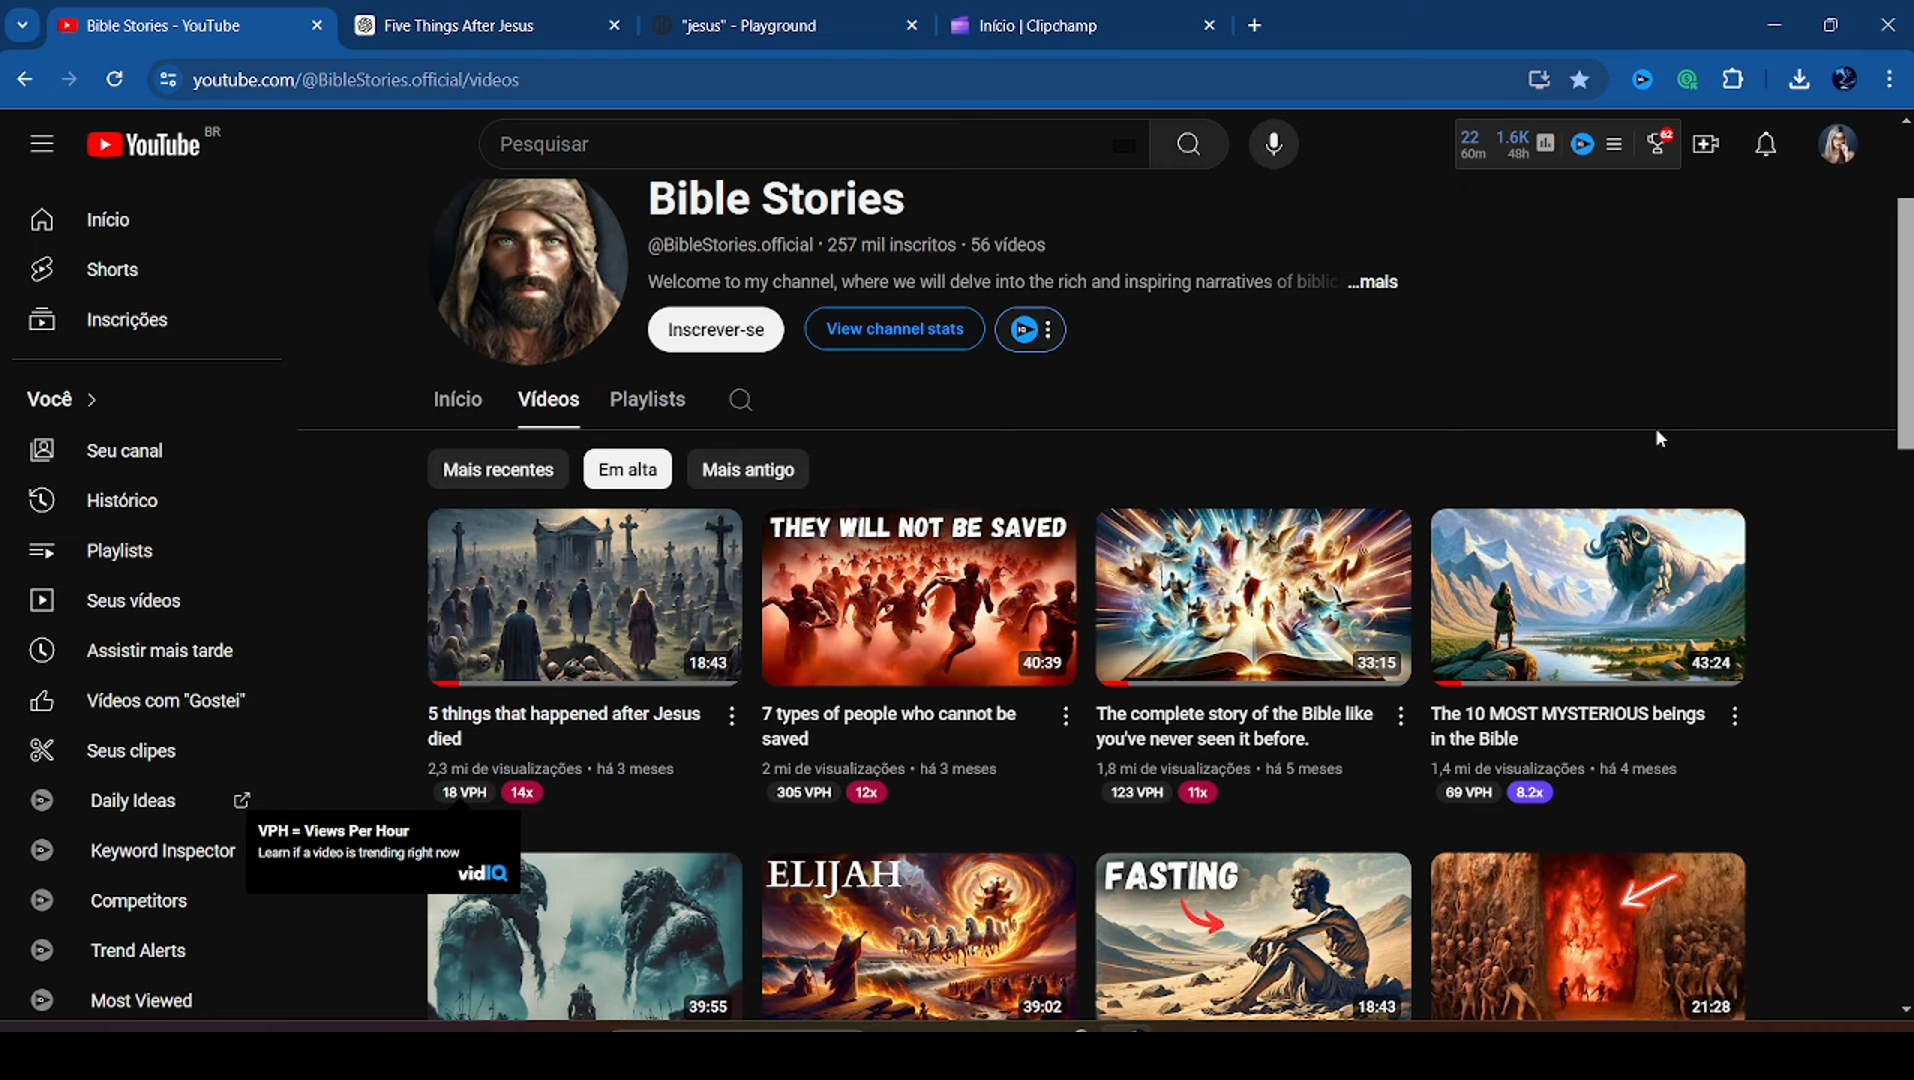 Bible Stories - YouTube
Five Things After Jesus
"jesus" - Playground
Início | Clipchamp
youtube.com/@BibleStories.official/videos
YouTube BR
Pesquisar
22 60m
1.6K 48h
62
Início
Shorts
Inscrições
Você
Seu canal
Histórico
Playlists
Seus vídeos
Assistir mais tarde
Vídeos com "Gostei"
Seus clipes
Daily Ideas
Keyword Inspector
Competitors
Trend Alerts
Most Viewed
Bible Stories
@BibleStories.official · 257 mil inscritos · 56 vídeos
Welcome to my channel, where we will delve into the rich and inspiring narratives of biblic ...mais
Inscrever-se
View channel stats
IQ
Início
Vídeos
Playlists
Mais recentes
Em alta
Mais antigo
18:43
THEY WILL NOT BE SAVED
40:39
33:15
43:24
5 things that happened after Jesus
died
2,3 mi de visualizações • há 3 meses
18 VPH 14x
7 types of people who cannot be
saved
2 mi de visualizações • há 3 meses
305 VPH 12x
The complete story of the Bible like
you've never seen it before.
1,8 mi de visualizações • há 5 meses
123 VPH 11x
The 10 MOST MYSTERIOUS beings
in the Bible
1,4 mi de visualizações • há 4 meses
69 VPH 8.2x
VPH = Views Per Hour
Learn if a video is trending right now
vidIQ
39:55
ELIJAH
39:02
FASTING
18:43
21:28